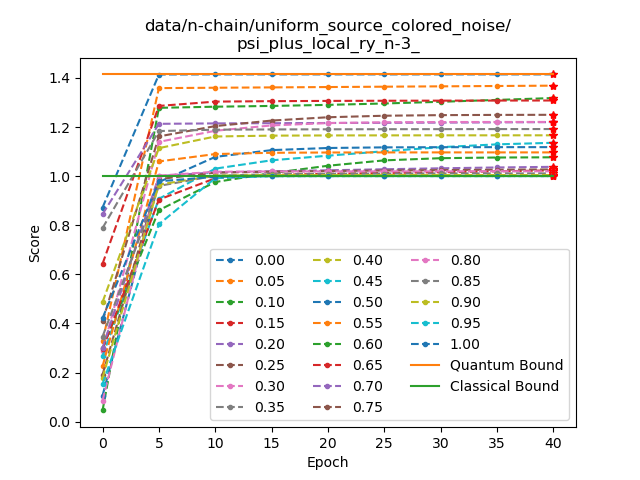 data/n-chain/uniform_source_colored_noise/
psi_plus_local_ry_n-3_
Score
1.4
1.2
1.0
0.8
0.6
0.4
0.2
0.0
0.00 0.40 0.80
0.05 0.45 0.85
0.10 0.50 0.90
0.15 0.55 0.95
0.20 0.60 1.00
0.25 0.65 Quantum Bound
0.30 0.70 Classical Bound
0.35 0.75
0 5 10 15 20 25 30 35 40
Epoch